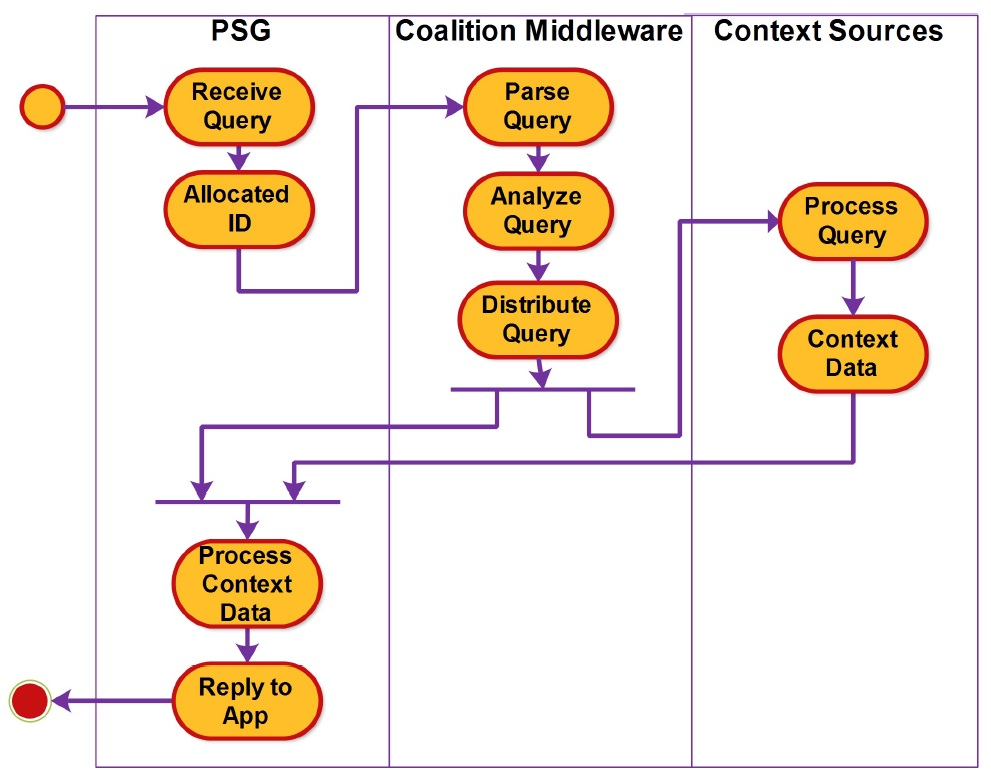 PSG
Coalition Middleware
Context Sources
Receive
Query
Allocated
ID
Parse
Query
Analyze
Query
Distribute
Query
Process
Query
Context
Data
Process
Context
Data
Reply to
App